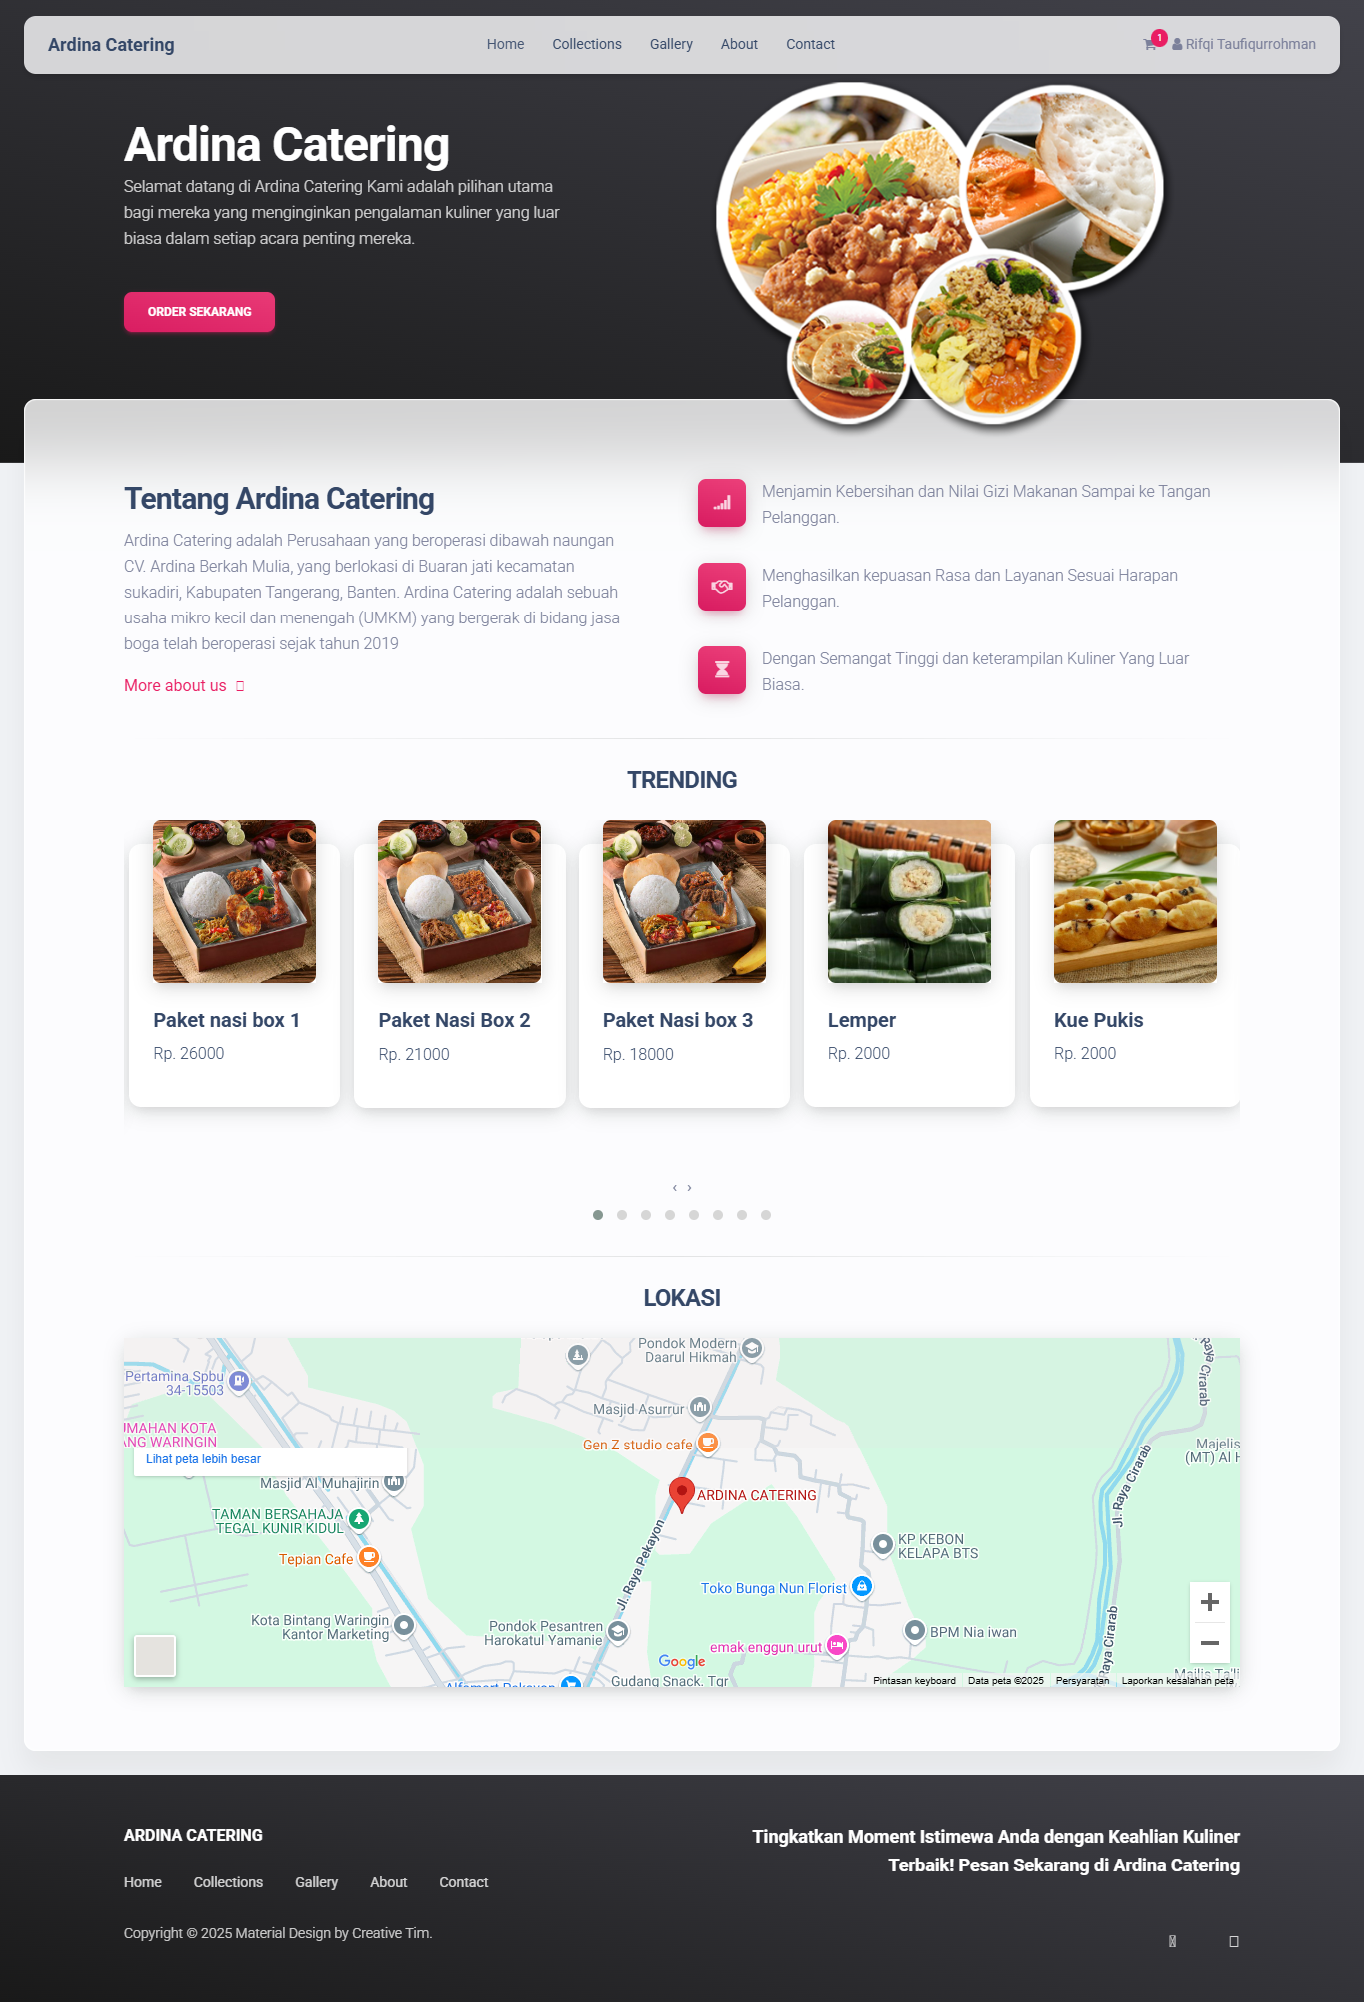 Ardina Catering
Home Collections Gallery About Contact
1 Rifqi Taufiqurrohman
Ardina Catering
Selamat datang di Ardina Catering Kami adalah pilihan utama
bagi mereka yang menginginkan pengalaman kuliner yang luar
biasa dalam setiap acara penting mereka.
ORDER SEKARANG
Tentang Ardina Catering
Ardina Catering adalah Perusahaan yang beroperasi dibawah naungan
CV. Ardina Berkah Mulia, yang berlokasi di Buaran jati kecamatan
sukadiri, Kabupaten Tangerang, Banten. Ardina Catering adalah sebuah
usaha mikro kecil dan menengah (UMKM) yang bergerak di bidang jasa
boga telah beroperasi sejak tahun 2019
More about us
Menjamin Kebersihan dan Nilai Gizi Makanan Sampai ke Tangan
Pelanggan.
Menghasilkan kepuasan Rasa dan Layanan Sesuai Harapan
Pelanggan.
Dengan Semangat Tinggi dan keterampilan Kuliner Yang Luar
Biasa.
TRENDING
Paket nasi box 1
Rp. 26000
Paket Nasi Box 2
Rp. 21000
Paket Nasi box 3
Rp. 18000
Lemper
Rp. 2000
Kue Pukis
Rp. 2000
‹ ›
LOKASI
Pondok Modern
Daarul Hikmah
Pertamina Spbu
34-15503
Masjid Asurrur
UMAHAN KOTA
ANG WARINGIN
Gen Z studio cafe
Majelis
(MT) Al H
Lihat peta lebih besar
Masjid Al Muhajirin
ARDINA CATERING
TAMAN BERSAHAJA
TEGAL KUNIR KIDUL
Tepian Cafe
KP KEBON
KELAPA BTS
Jl. Raya Pekayon
Jl. Raya Cirarab
Raya Cirarab
Raya Cirarab
Toko Bunga Nun Florist
Kota Bintang Waringin
Kantor Marketing
Pondok Pesantren
Harokatul Yamanie
BPM Nia iwan
emak enggun urut
Google
Gudang Snack. Tgr
Alfamart Pekayon
Pintasan keyboard Data peta ©2025 Persyaratan Laporkan kesalahan peta
ARDINA CATERING
Home Collections Gallery About Contact
Copyright © 2025 Material Design by Creative Tim.
Tingkatkan Moment Istimewa Anda dengan Keahlian Kuliner
Terbaik! Pesan Sekarang di Ardina Catering